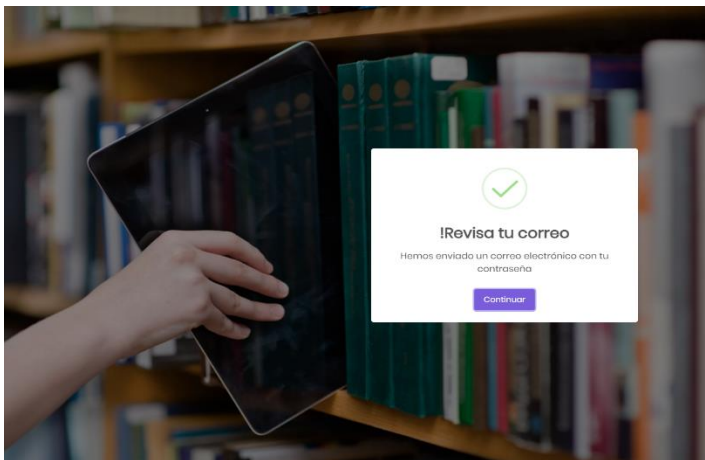 !Revisa tu correo
Hemos enviado un correo electrónico con tu
contraseña
Continuar